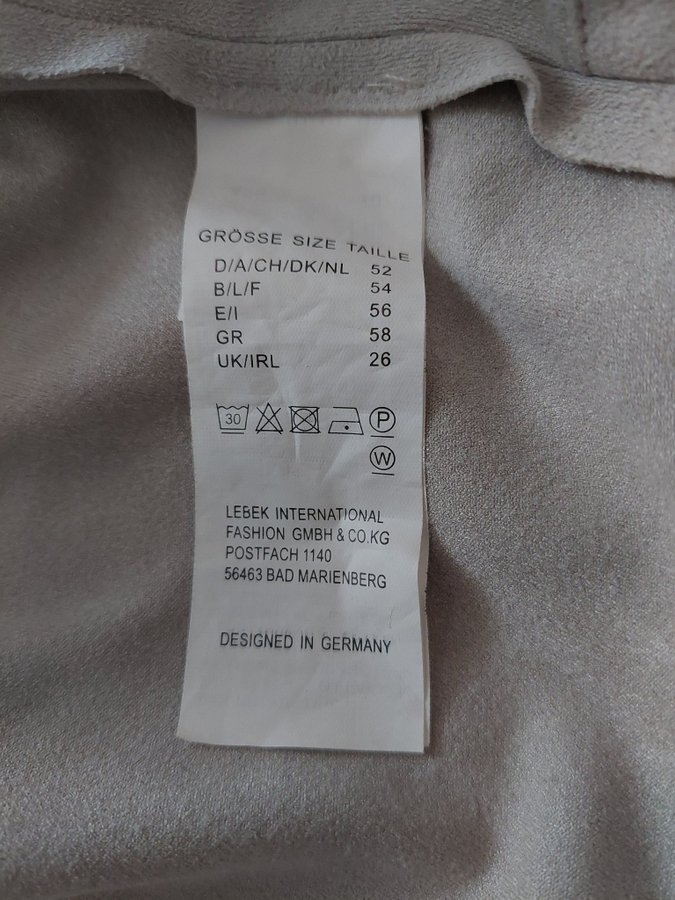 GRÖSSE SIZE TAILLE
D/A/CH/DK/NL 52
B/L/F 54
E/I 56
GR 58
UK/IRL 26
30 P
W
LEBEK INTERNATIONAL
FASHION GMBH & CO.KG
POSTFACH 1140
56463 BAD MARIENBERG
DESIGNED IN GERMANY